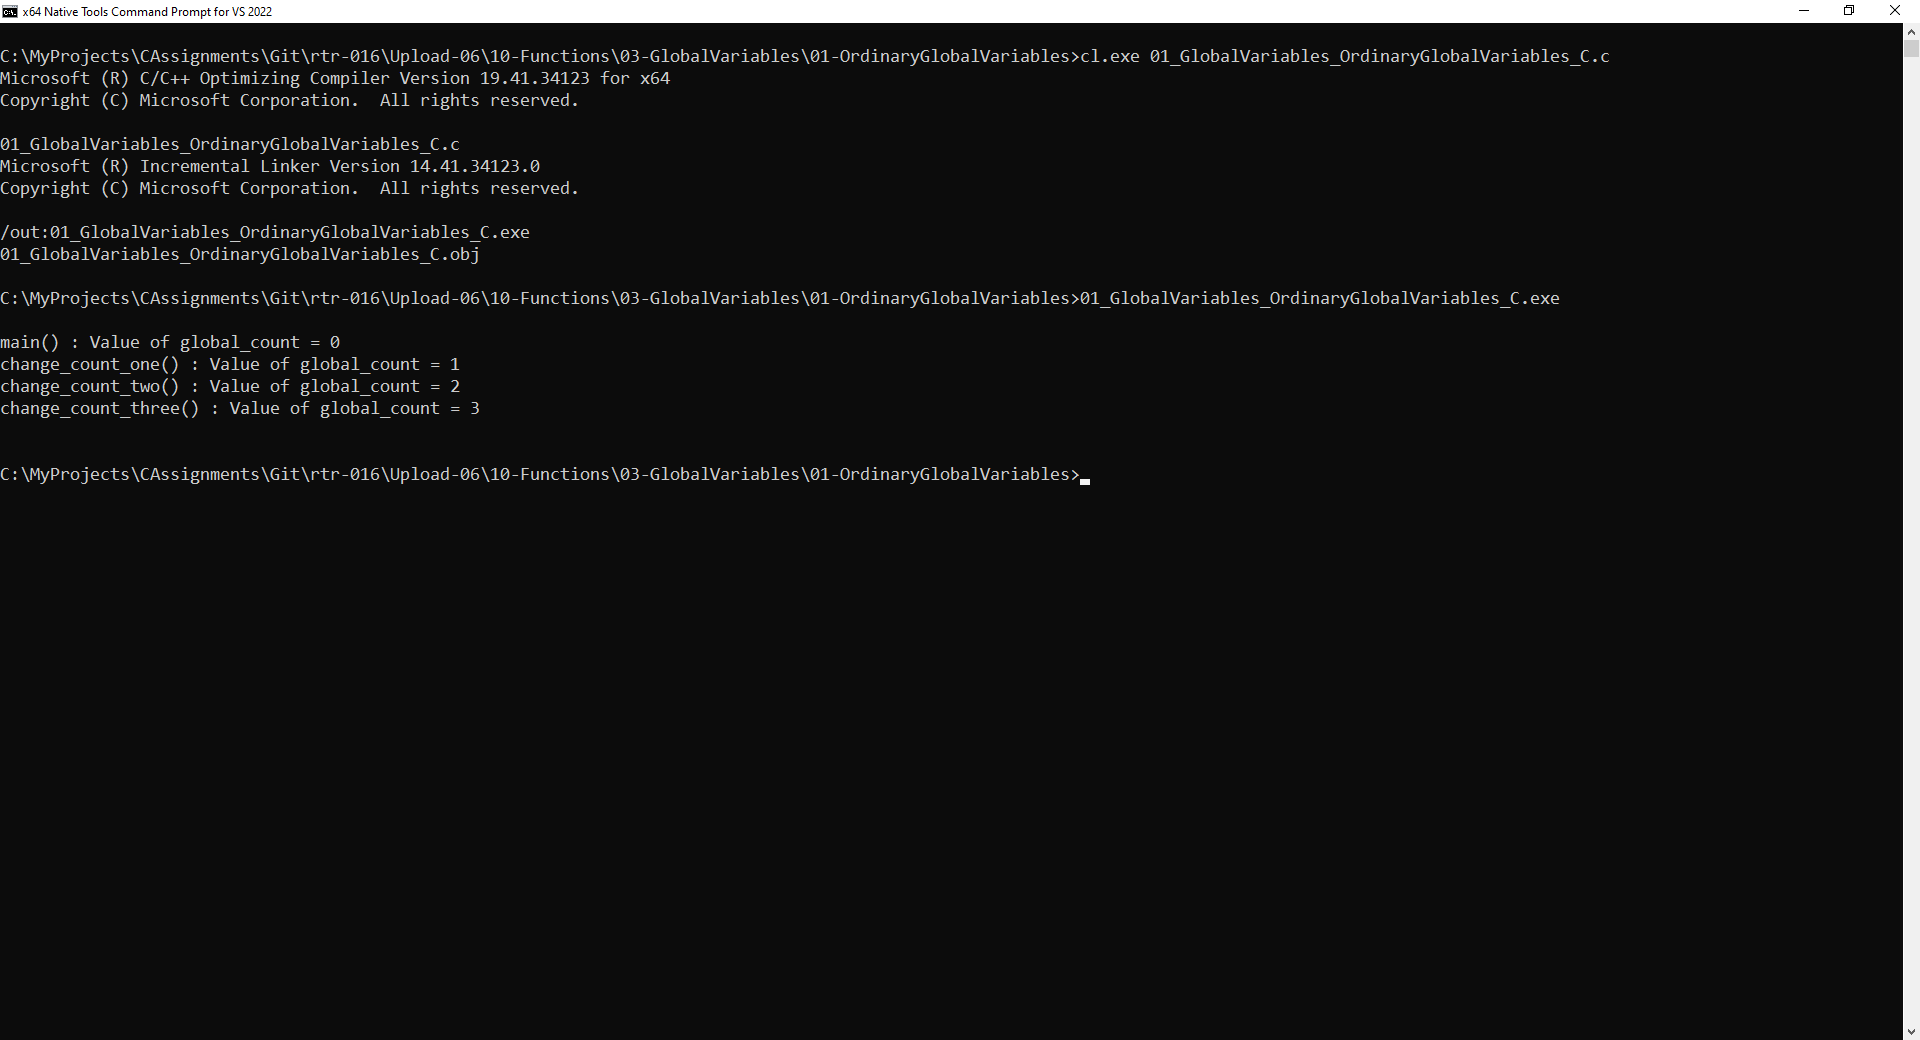 x64 Native Tools Command Prompt for VS 2022
C:\MyProjects\CAssignments\Git\rtr-016\Upload-06\10-Functions\03-GlobalVariables\01-OrdinaryGlobalVariables>cl.exe 01_GlobalVariables_OrdinaryGlobalVariables_C.c
Microsoft (R) C/C++ Optimizing Compiler Version 19.41.34123 for x64
Copyright (C) Microsoft Corporation.  All rights reserved.
01_GlobalVariables_OrdinaryGlobalVariables_C.c
Microsoft (R) Incremental Linker Version 14.41.34123.0
Copyright (C) Microsoft Corporation.  All rights reserved.
/out:01_GlobalVariables_OrdinaryGlobalVariables_C.exe
01_GlobalVariables_OrdinaryGlobalVariables_C.obj
C:\MyProjects\CAssignments\Git\rtr-016\Upload-06\10-Functions\03-GlobalVariables\01-OrdinaryGlobalVariables>01_GlobalVariables_OrdinaryGlobalVariables_C.exe
main() : Value of global_count = 0
change_count_one() : Value of global_count = 1
change_count_two() : Value of global_count = 2
change_count_three() : Value of global_count = 3
C:\MyProjects\CAssignments\Git\rtr-016\Upload-06\10-Functions\03-GlobalVariables\01-OrdinaryGlobalVariables>